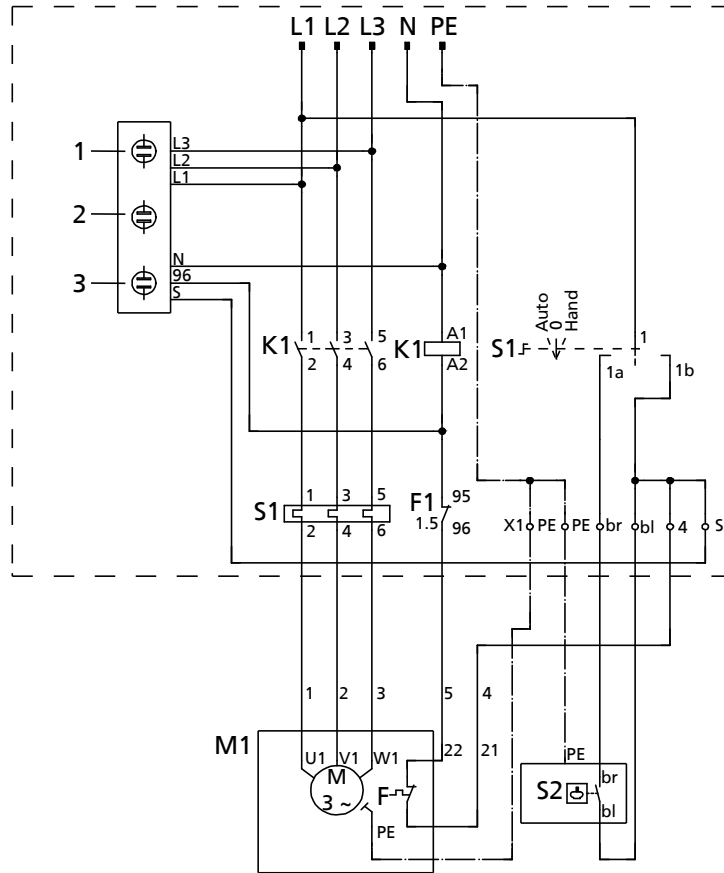 L1 L2 L3 N PE
1 L3
L2
L1
2
N
3 96
S
Auto
0
Hand
K1 1 3 5 K1 A1 S1 1
2 4 6 A2 1a 1b
S1 1 3 5 F1 95
2 4 6 1.5 96 X1 PE PE br bl 4 S
1 2 3 5 4
M1 22 21 PE
U1 V1 W1
M F S2 br
3 ~ bl
PE